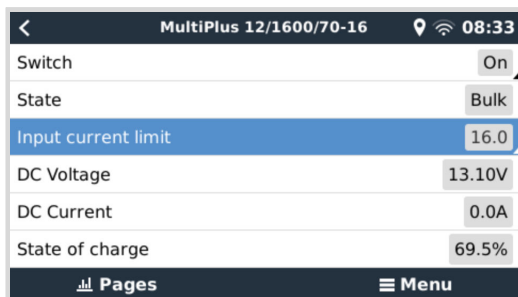 MultiPlus 12/1600/70-16 08:33
Switch On
State Bulk
Input current limit 16.0
DC Voltage 13.10V
DC Current 0.0A
State of charge 69.5%
Pages Menu